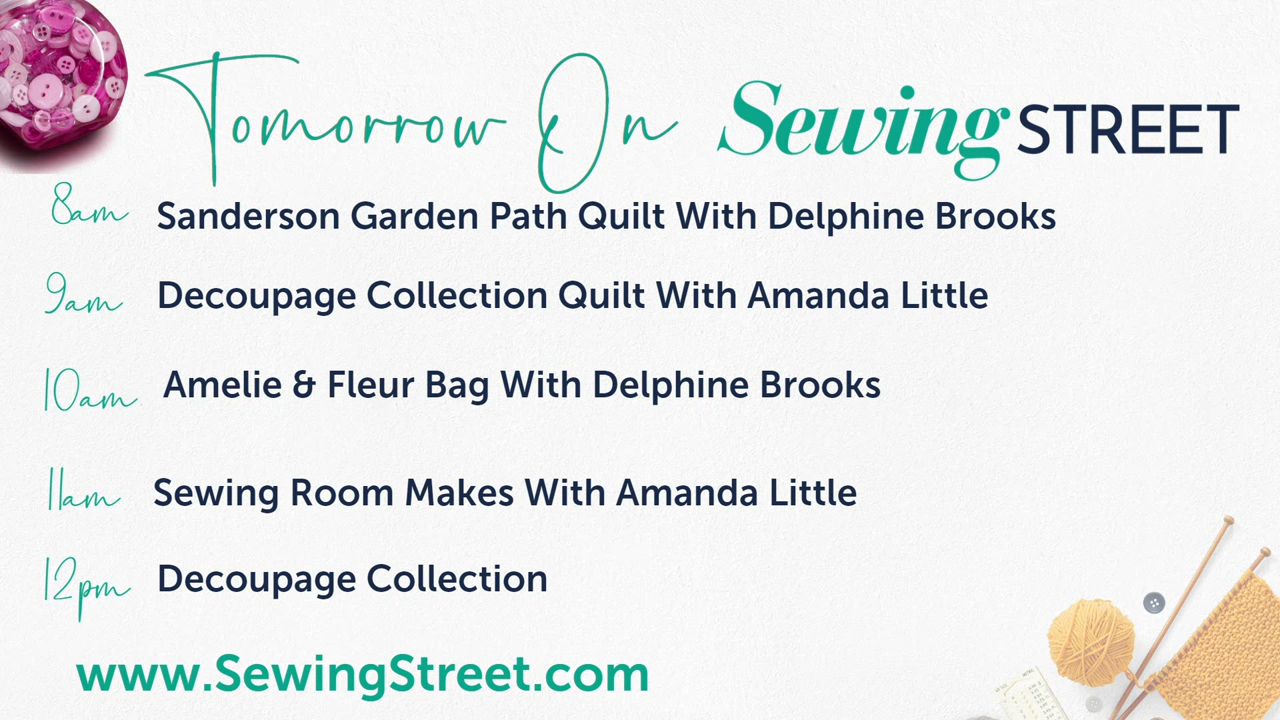 Tomorrow On Sewing STREET
8am Sanderson Garden Path Quilt With Delphine Brooks
9am Decoupage Collection Quilt With Amanda Little
10am Amelie & Fleur Bag With Delphine Brooks
11am Sewing Room Makes With Amanda Little
12pm Decoupage Collection
www.SewingStreet.com